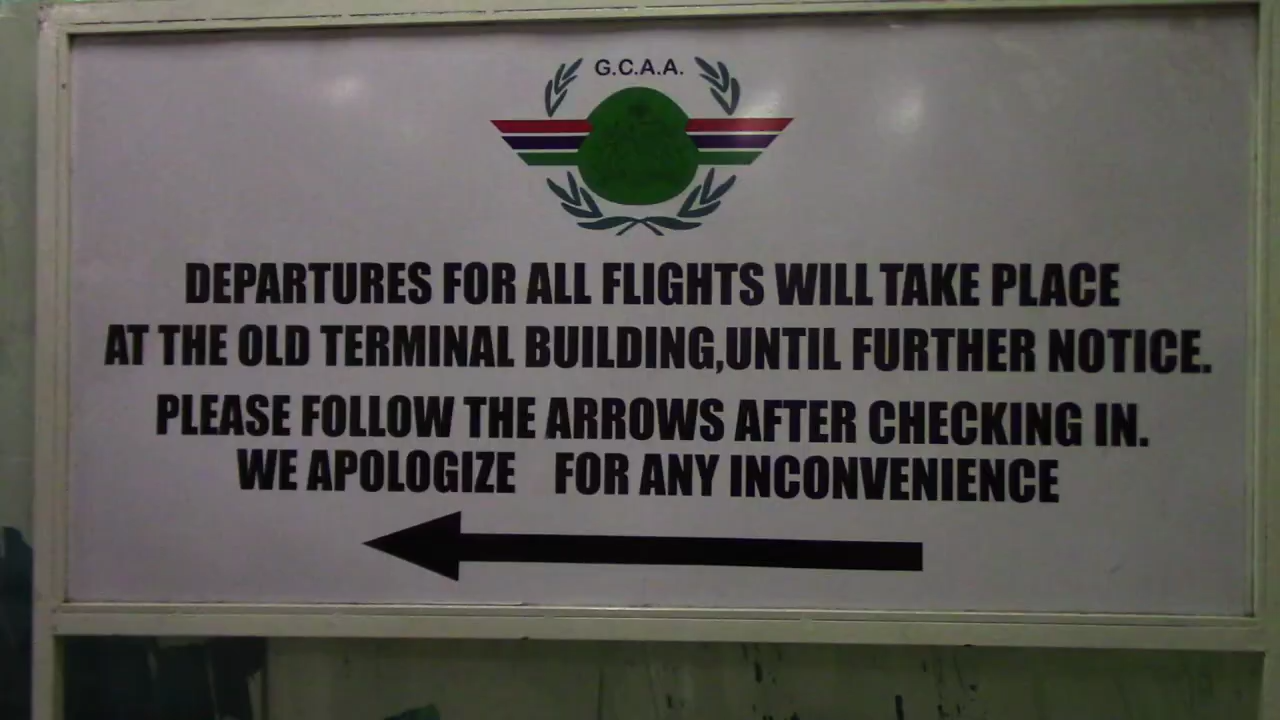 G.C.A.A.
DEPARTURES FOR ALL FLIGHTS WILL TAKE PLACE
AT THE OLD TERMINAL BUILDING,UNTIL FURTHER NOTICE.
PLEASE FOLLOW THE ARROWS AFTER CHECKING IN.
WE APOLOGIZE FOR ANY INCONVENIENCE